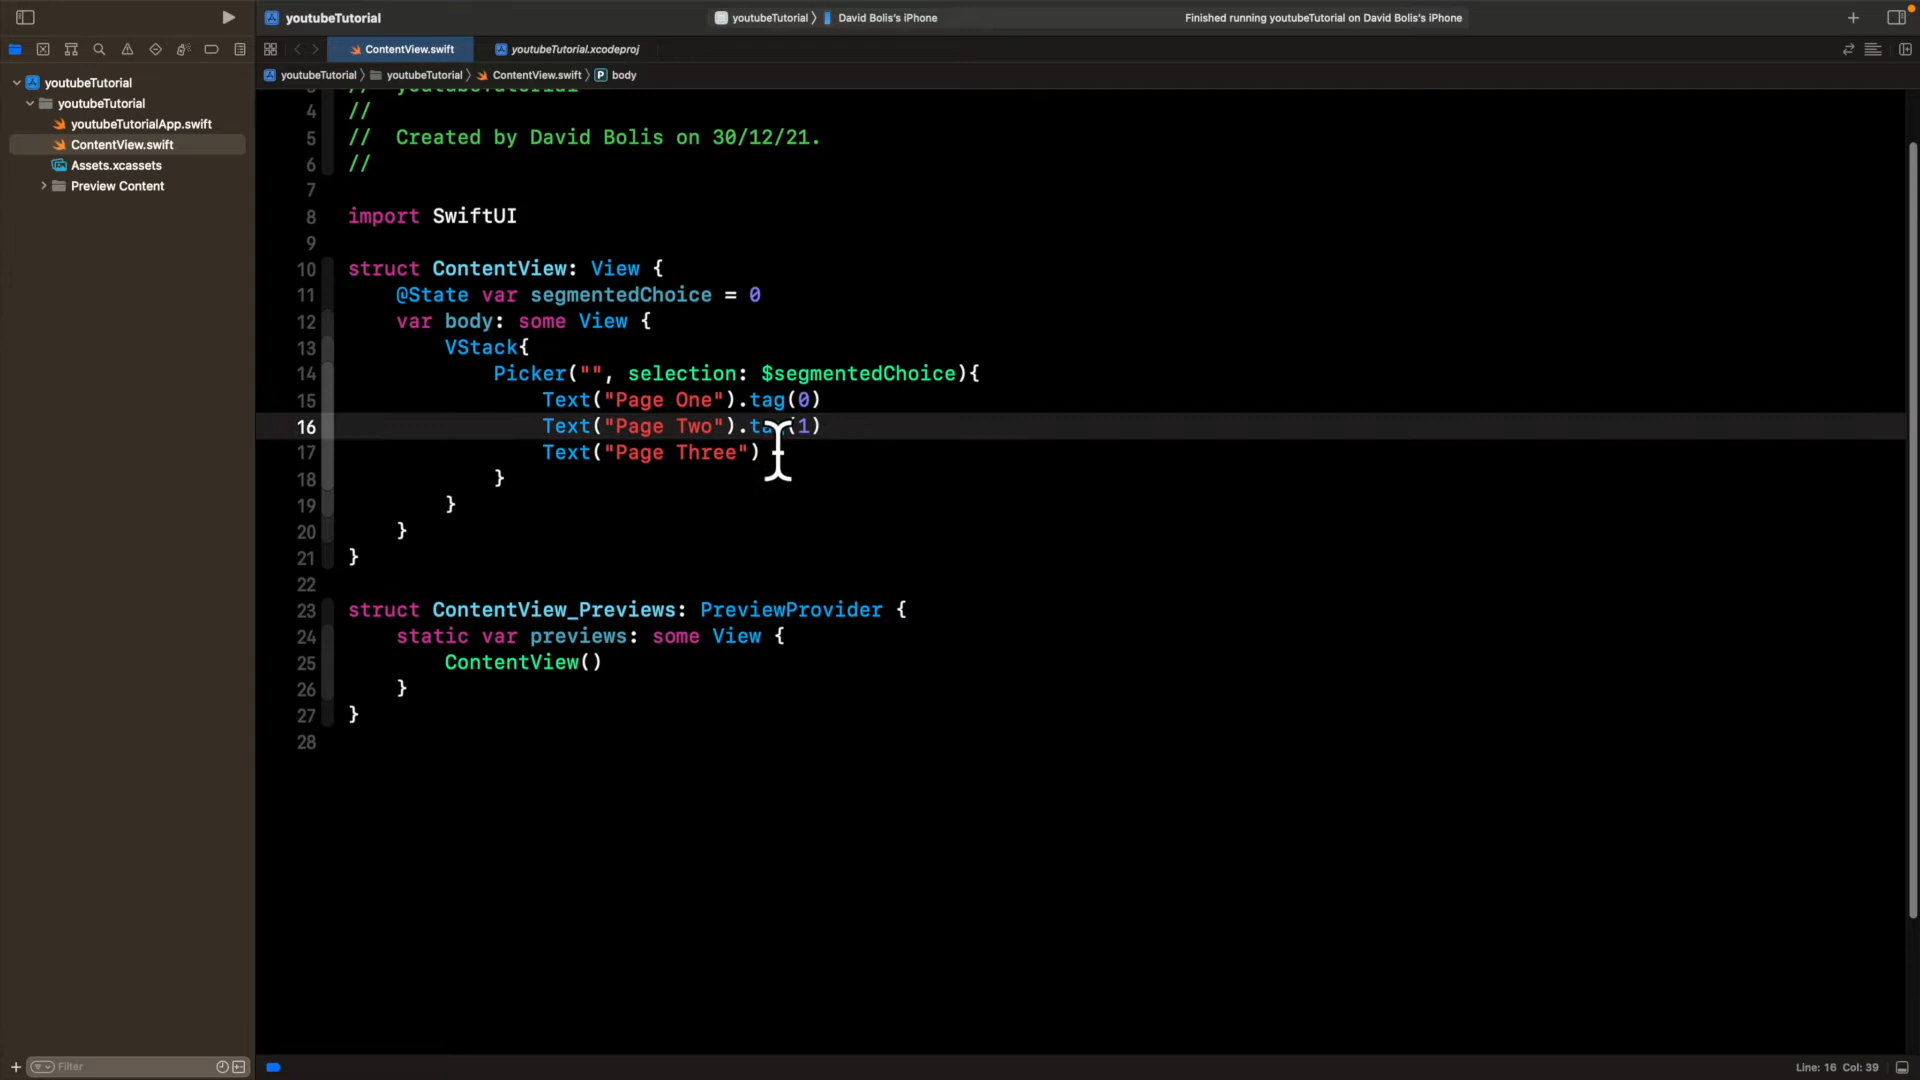 youtubeTutorial
youtubeTutorial 〉 David Bolis's iPhone
Finished running youtubeTutorial on David Bolis's iPhone
ContentView.swift
youtubeTutorial.xcodeproj
youtubeTutorial 〉 youtubeTutorial 〉 ContentView.swift 〉 P body
youtubeTutorial
youtubeTutorial
youtubeTutorialApp.swift
ContentView.swift
Assets.xcassets
Preview Content
3 //  youtubeTutorial
4 //
5 //  Created by David Bolis on 30/12/21.
6 //
7
8 import SwiftUI
9
10 struct ContentView: View {
11     @State var segmentedChoice = 0
12     var body: some View {
13         VStack{
14             Picker("", selection: $segmentedChoice){
15                 Text("Page One").tag(0)
16                 Text("Page Two").tag(1)
17                 Text("Page Three")
18             }
19         }
20     }
21 }
22
23 struct ContentView_Previews: PreviewProvider {
24     static var previews: some View {
25         ContentView()
26     }
27 }
28
Filter
Line: 16 Col: 39